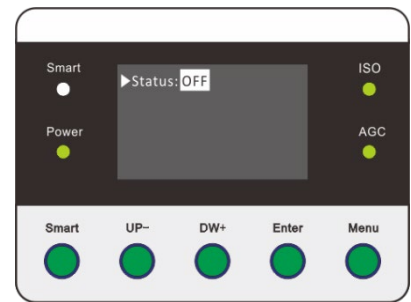 Smart
ISO
▶Status: OFF
Power
AGC
Smart UP-- DW+ Enter Menu